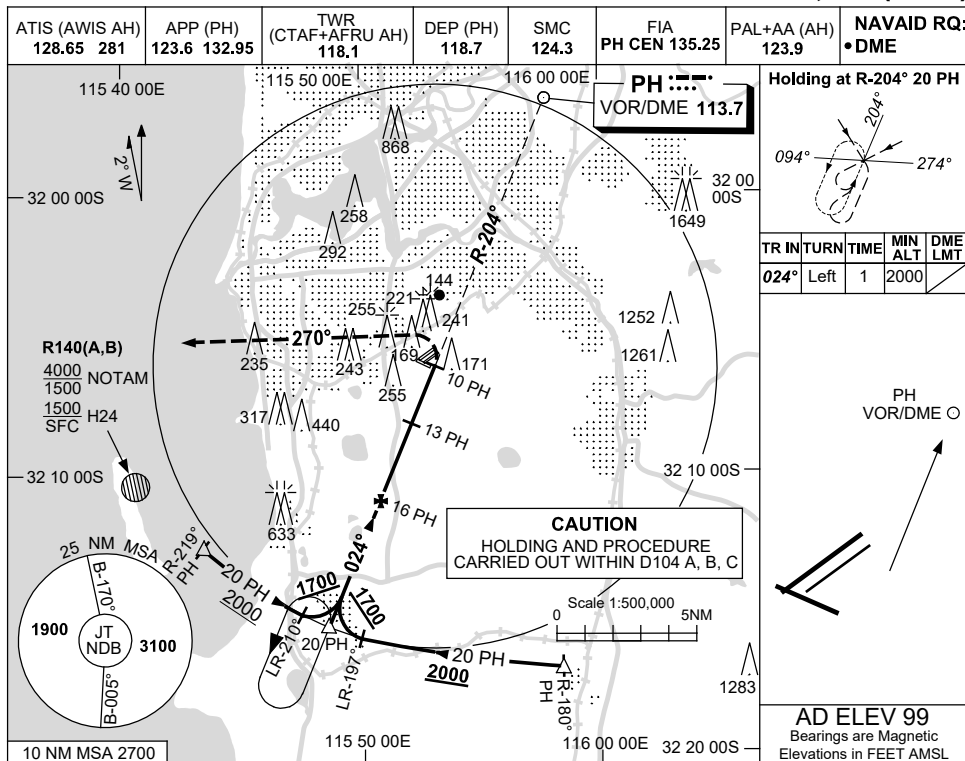 ATIS (AWIS AH)
128.65 281
APP (PH)
123.6 132.95
TWR
(CTAF+AFRU AH)
118.1
DEP (PH)
118.7
SMC
124.3
FIA
PH CEN 135.25
PAL+AA (AH)
123.9
NAVAID RQ:
• DME
115 40 00E
115 50 00E
116 00 00E
PH
VOR/DME 113.7
2° W
32 00 00S
32 00
00S
868
258
292
1649
R-204°
144
221
255
241
1252
1261
270°
235
243
169
171
255
10 PH
R140(A,B)
4000
1500
NOTAM
1500
SFC
H24
317
440
13 PH
32 10 00S
32 10 00S
633
16 PH
024°
CAUTION
HOLDING AND PROCEDURE
CARRIED OUT WITHIN D104 A, B, C
R-219°
PH
20 PH
2000
1700
1700
Scale 1:500,000
0
5NM
25 NM MSA
B-170°
1900
JT
NDB
3100
B-005°
LR-210°
20 PH
LR-197°
20 PH
2000
R-180°
PH
1283
10 NM MSA 2700
115 50 00E
116 00 00E
32 20 00S
Holding at R-204° 20 PH
204°
094°
274°
TR IN TURN TIME MIN ALT DME LMT
024° Left 1 2000
PH
VOR/DME
AD ELEV 99
Bearings are Magnetic
Elevations in FEET AMSL